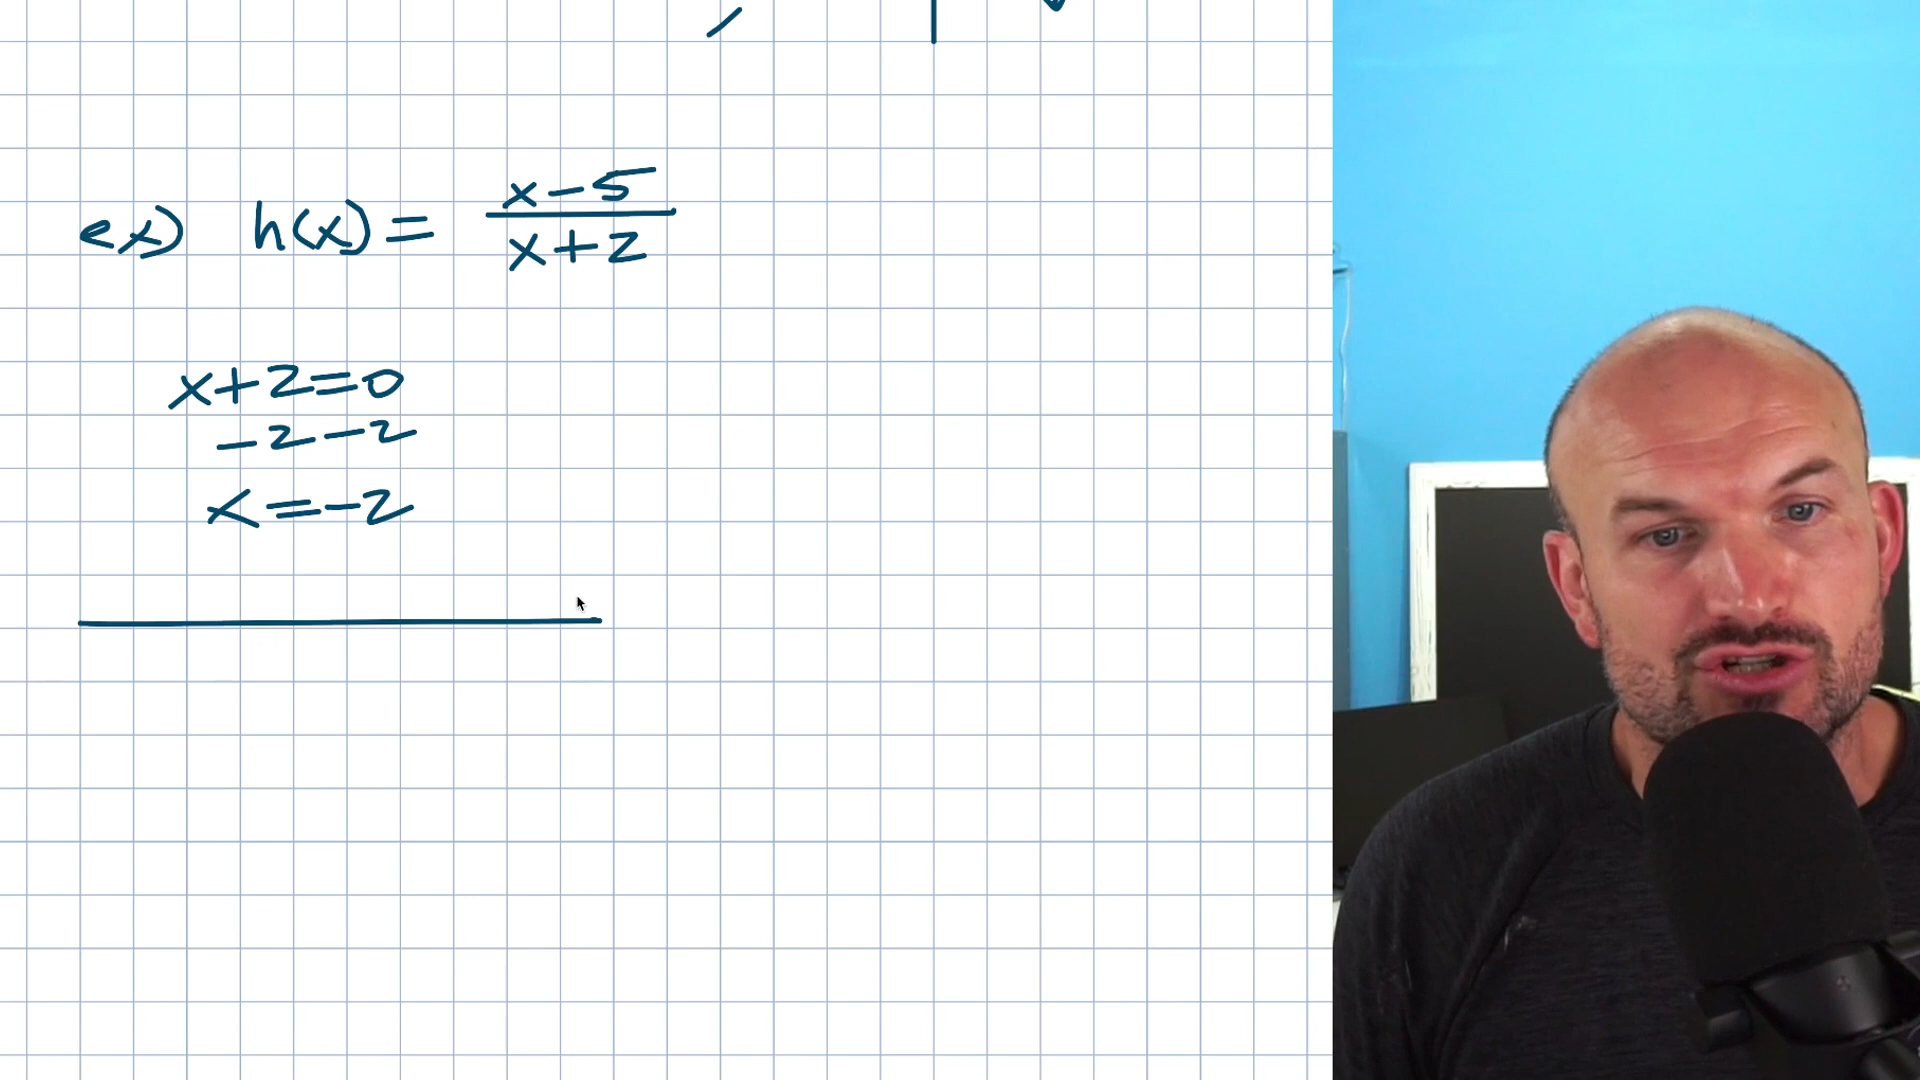 ex) h(x) = x-5 / x+2
x+2=0
-2 -2
x=-2